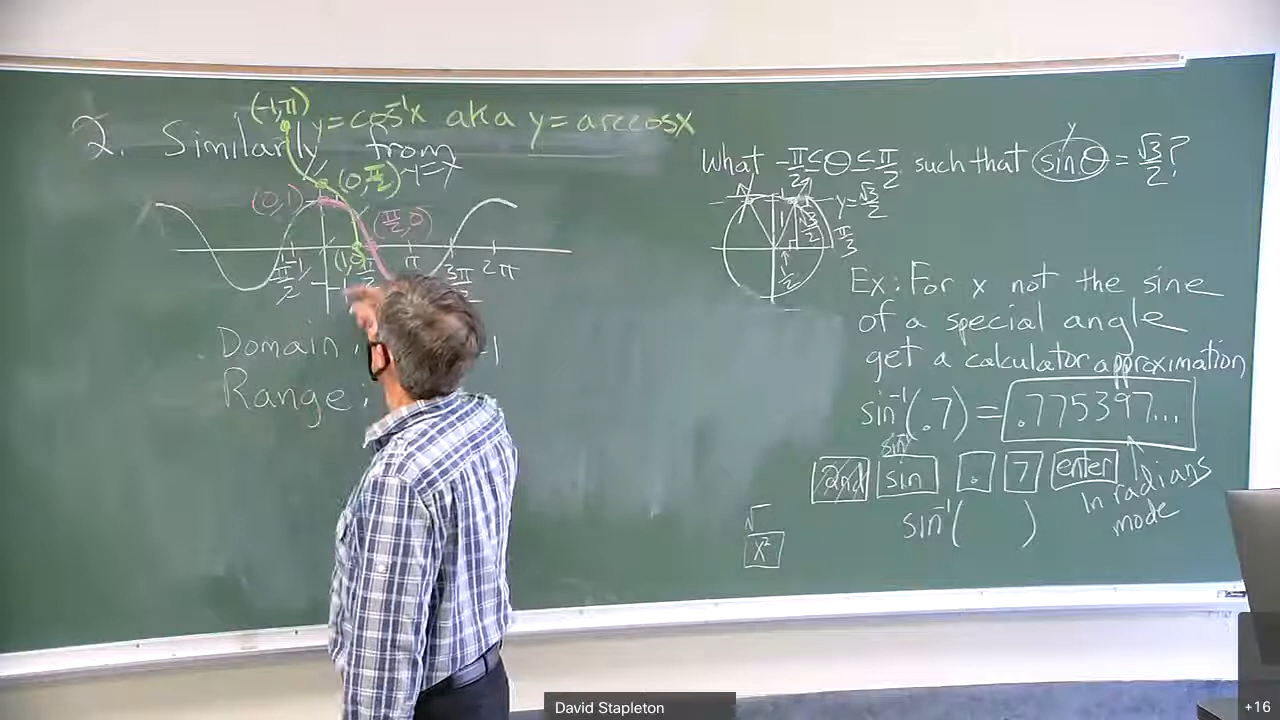 (-1,π)
y = cos⁻¹x aka y = arccosx
2. Similarly from
(0,π/2)
(0,1)
(π/2,0)
(1,0)
π
3π/2
2π
Domain:
-1
Range:
What -π/2≤Θ≤π/2 such that sinΘ = √3/2?
y
y=√3/2
√3/2
π/3
1
1/2
Ex: For x not the sine
of a special angle
get a calculator approximation
sin⁻¹(.7) = .775397...
sin⁻¹
2nd sin . 7 enter
in radians
mode
sin⁻¹( )
√
x²
David Stapleton
+16